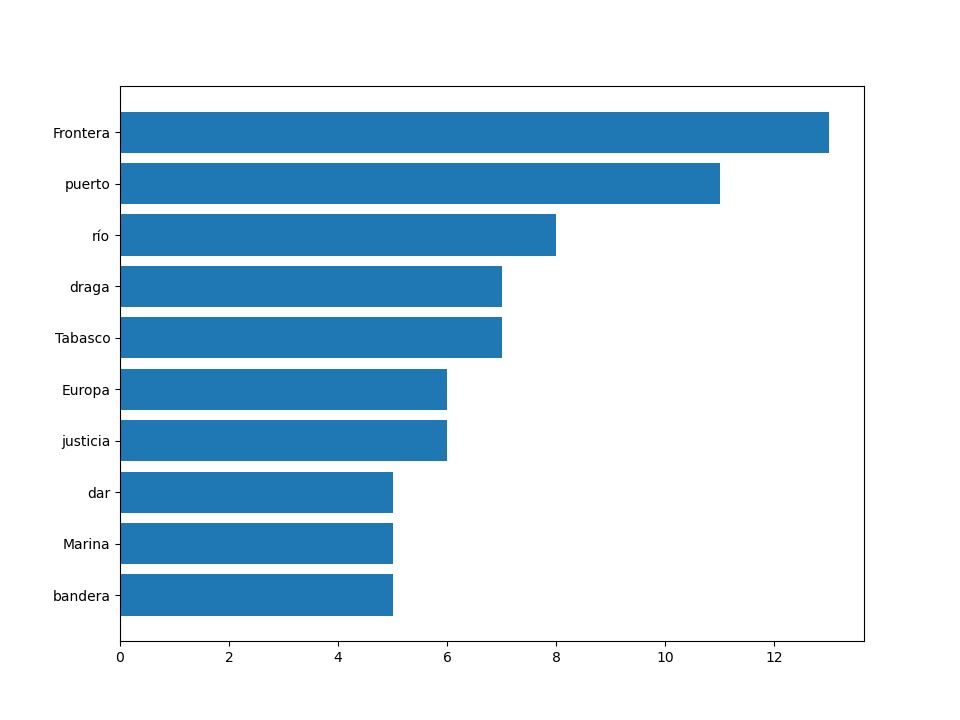 Frontera
puerto
río
draga
Tabasco
Europa
justicia
dar
Marina
bandera
0 2 4 6 8 10 12